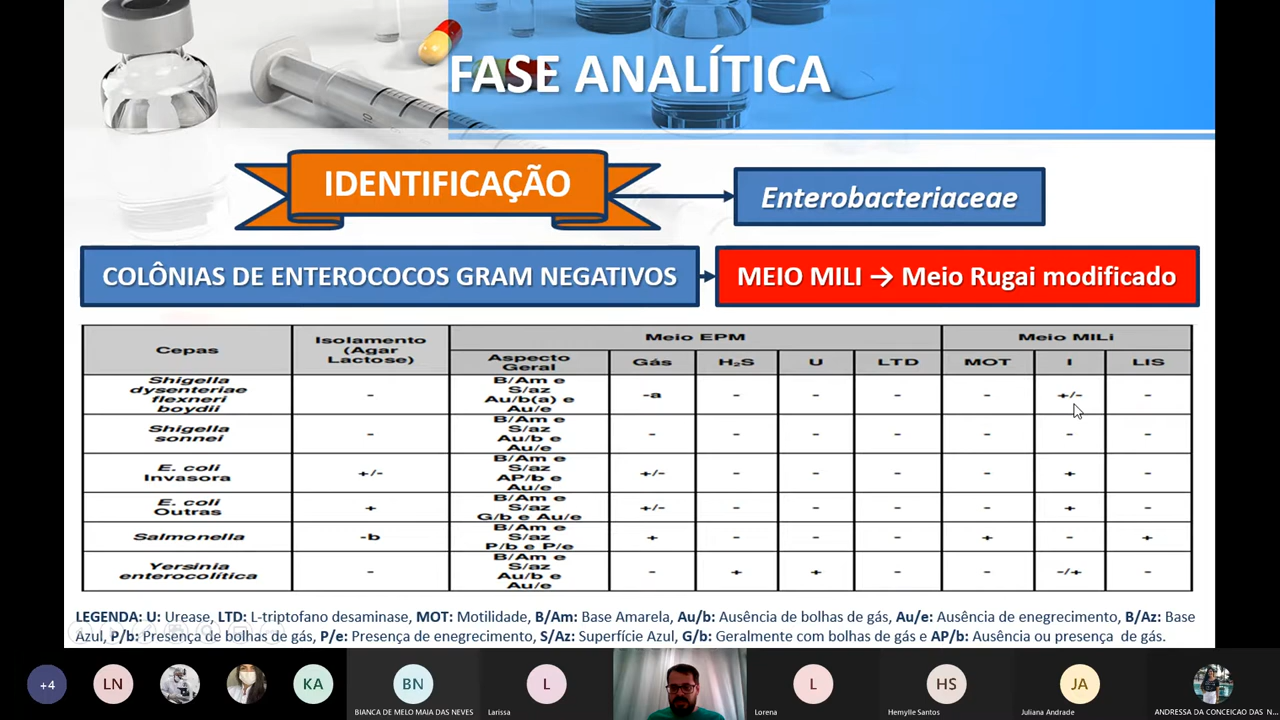 FASE ANALÍTICA
IDENTIFICAÇÃO
Enterobacteriaceae
COLÔNIAS DE ENTEROCOCOS GRAM NEGATIVOS
MEIO MILI → Meio Rugai modificado
Cepas
Isolamento
(Agar
Lactose)
Meio EPM
Meio MILi
Aspecto
Geral
Gás
H₂S
U
LTD
MOT
I
LIS
Shigella
dysenteriae
flexneri
boydii
-
B/Am e
S/az
Au/b(a) e
Au/e
-a
-
-
-
-
+/-
-
Shigella
sonnei
-
B/Am e
S/az
Au/b e
Au/e
-
-
-
-
-
-
-
E. coli
Invasora
+/-
B/Am e
S/az
AP/b e
Au/e
+/-
-
-
-
-
+
-
E. coli
Outras
+
B/Am e
S/az
G/b e Au/e
+/-
-
-
-
-
+
-
Salmonella
-b
B/Am e
S/az
P/b e P/e
+
-
-
-
+
-
+
Yersinia
enterocolítica
-
B/Am e
S/az
Au/b e
Au/e
-
+
+
-
-
-/+
-
LEGENDA: U: Urease, LTD: L-triptofano desaminase, MOT: Motilidade, B/Am: Base Amarela, Au/b: Ausência de bolhas de gás, Au/e: Ausência de enegrecimento, B/Az: Base
Azul, P/b: Presença de bolhas de gás, P/e: Presença de enegrecimento, S/Az: Superfície Azul, G/b: Geralmente com bolhas de gás e AP/b: Ausência ou presença de gás.
+4
LN
KA
BN
BIANCA DE MELO MAIA DAS NEVES
L
Larissa
L
Lorena
HS
Hemylle Santos
JA
Juliana Andrade
ANDRESSA DA CONCEICAO DAS N...